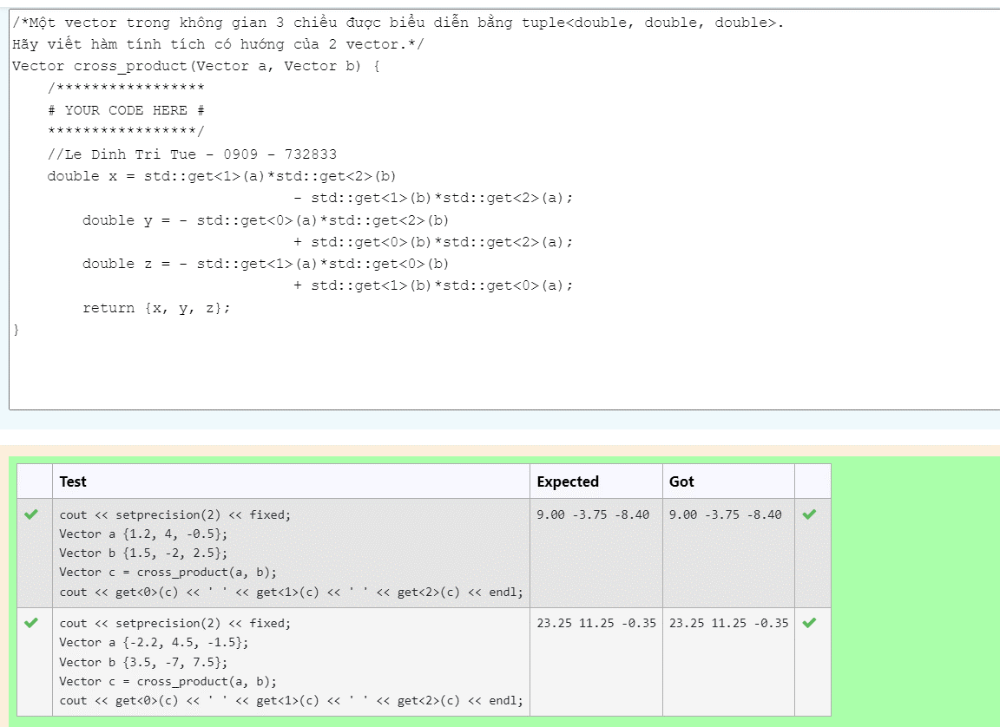 /*Một vector trong không gian 3 chiều được biểu diễn bằng tuple<double, double, double>.
Hãy viết hàm tính tích có hướng của 2 vector.*/
Vector cross_product(Vector a, Vector b) {
    /*****************
    # YOUR CODE HERE #
    *****************/
    //Le Dinh Tri Tue - 0909 - 732833
    double x = std::get<1>(a)*std::get<2>(b)
                                - std::get<1>(b)*std::get<2>(a);
        double y = - std::get<0>(a)*std::get<2>(b)
                                + std::get<0>(b)*std::get<2>(a);
        double z = - std::get<1>(a)*std::get<0>(b)
                                + std::get<1>(b)*std::get<0>(a);
        return {x, y, z};
}
Test Expected Got
cout << setprecision(2) << fixed; 9.00 -3.75 -8.40 9.00 -3.75 -8.40
Vector a {1.2, 4, -0.5};
Vector b {1.5, -2, 2.5};
Vector c = cross_product(a, b);
cout << get<0>(c) << ' ' << get<1>(c) << ' ' << get<2>(c) << endl;
cout << setprecision(2) << fixed; 23.25 11.25 -0.35 23.25 11.25 -0.35
Vector a {-2.2, 4.5, -1.5};
Vector b {3.5, -7, 7.5};
Vector c = cross_product(a, b);
cout << get<0>(c) << ' ' << get<1>(c) << ' ' << get<2>(c) << endl;